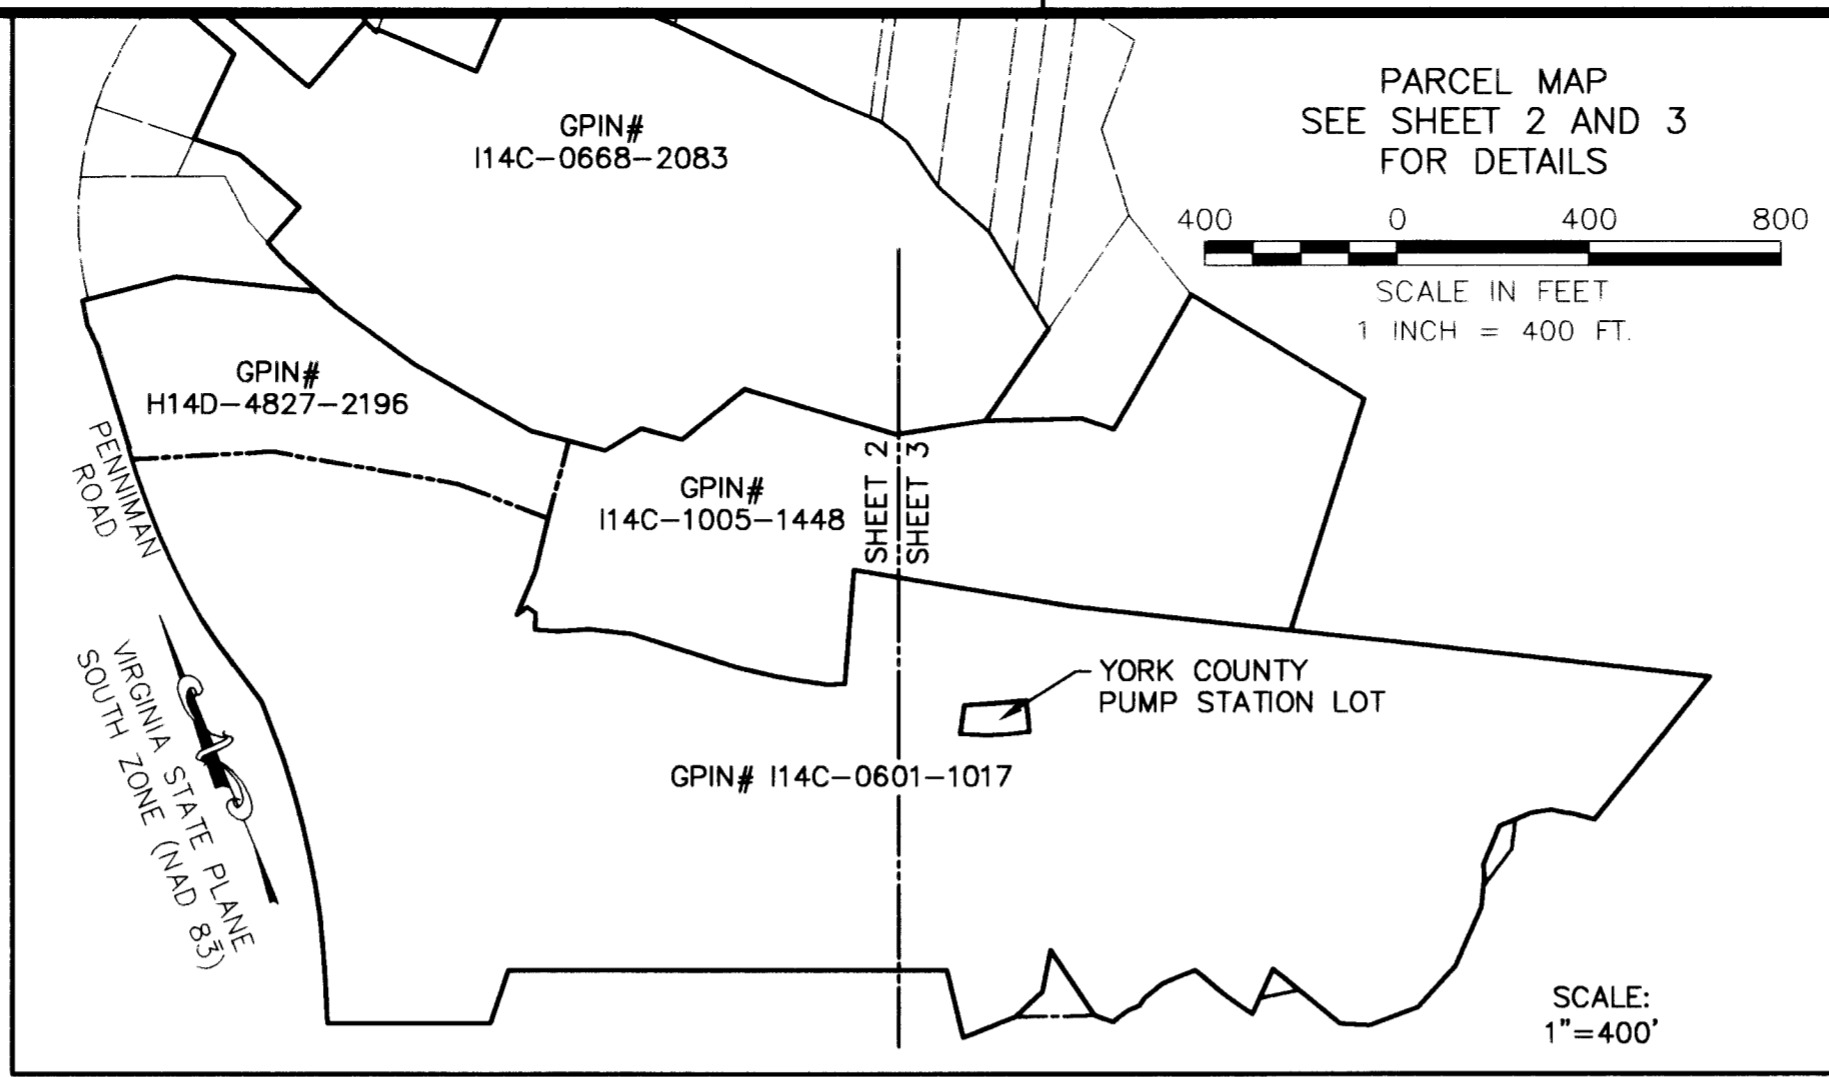 PARCEL MAP
SEE SHEET 2 AND 3
FOR DETAILS
400 0 400 800
SCALE IN FEET
1 INCH = 400 FT.
GPIN#
I14C-0668-2083
GPIN#
H14D-4827-2196
PENNIMAN
ROAD
GPIN#
I14C-1005-1448
SHEET 2
SHEET 3
YORK COUNTY
PUMP STATION LOT
GPIN# I14C-0601-1017
VIRGINIA STATE PLANE
SOUTH ZONE (NAD 83)
SCALE:
1"=400'